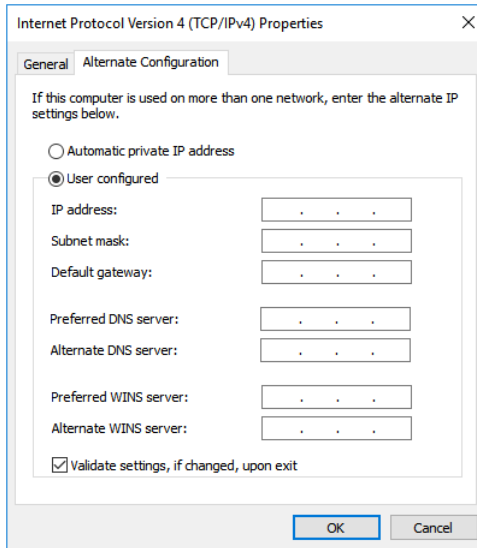 Internet Protocol Version 4 (TCP/IPv4) Properties
General
Alternate Configuration
If this computer is used on more than one network, enter the alternate IP
settings below.
Automatic private IP address
User configured
IP address:
. . .
Subnet mask:
. . .
Default gateway:
. . .
Preferred DNS server:
. . .
Alternate DNS server:
. . .
Preferred WINS server:
. . .
Alternate WINS server:
. . .
Validate settings, if changed, upon exit
OK
Cancel